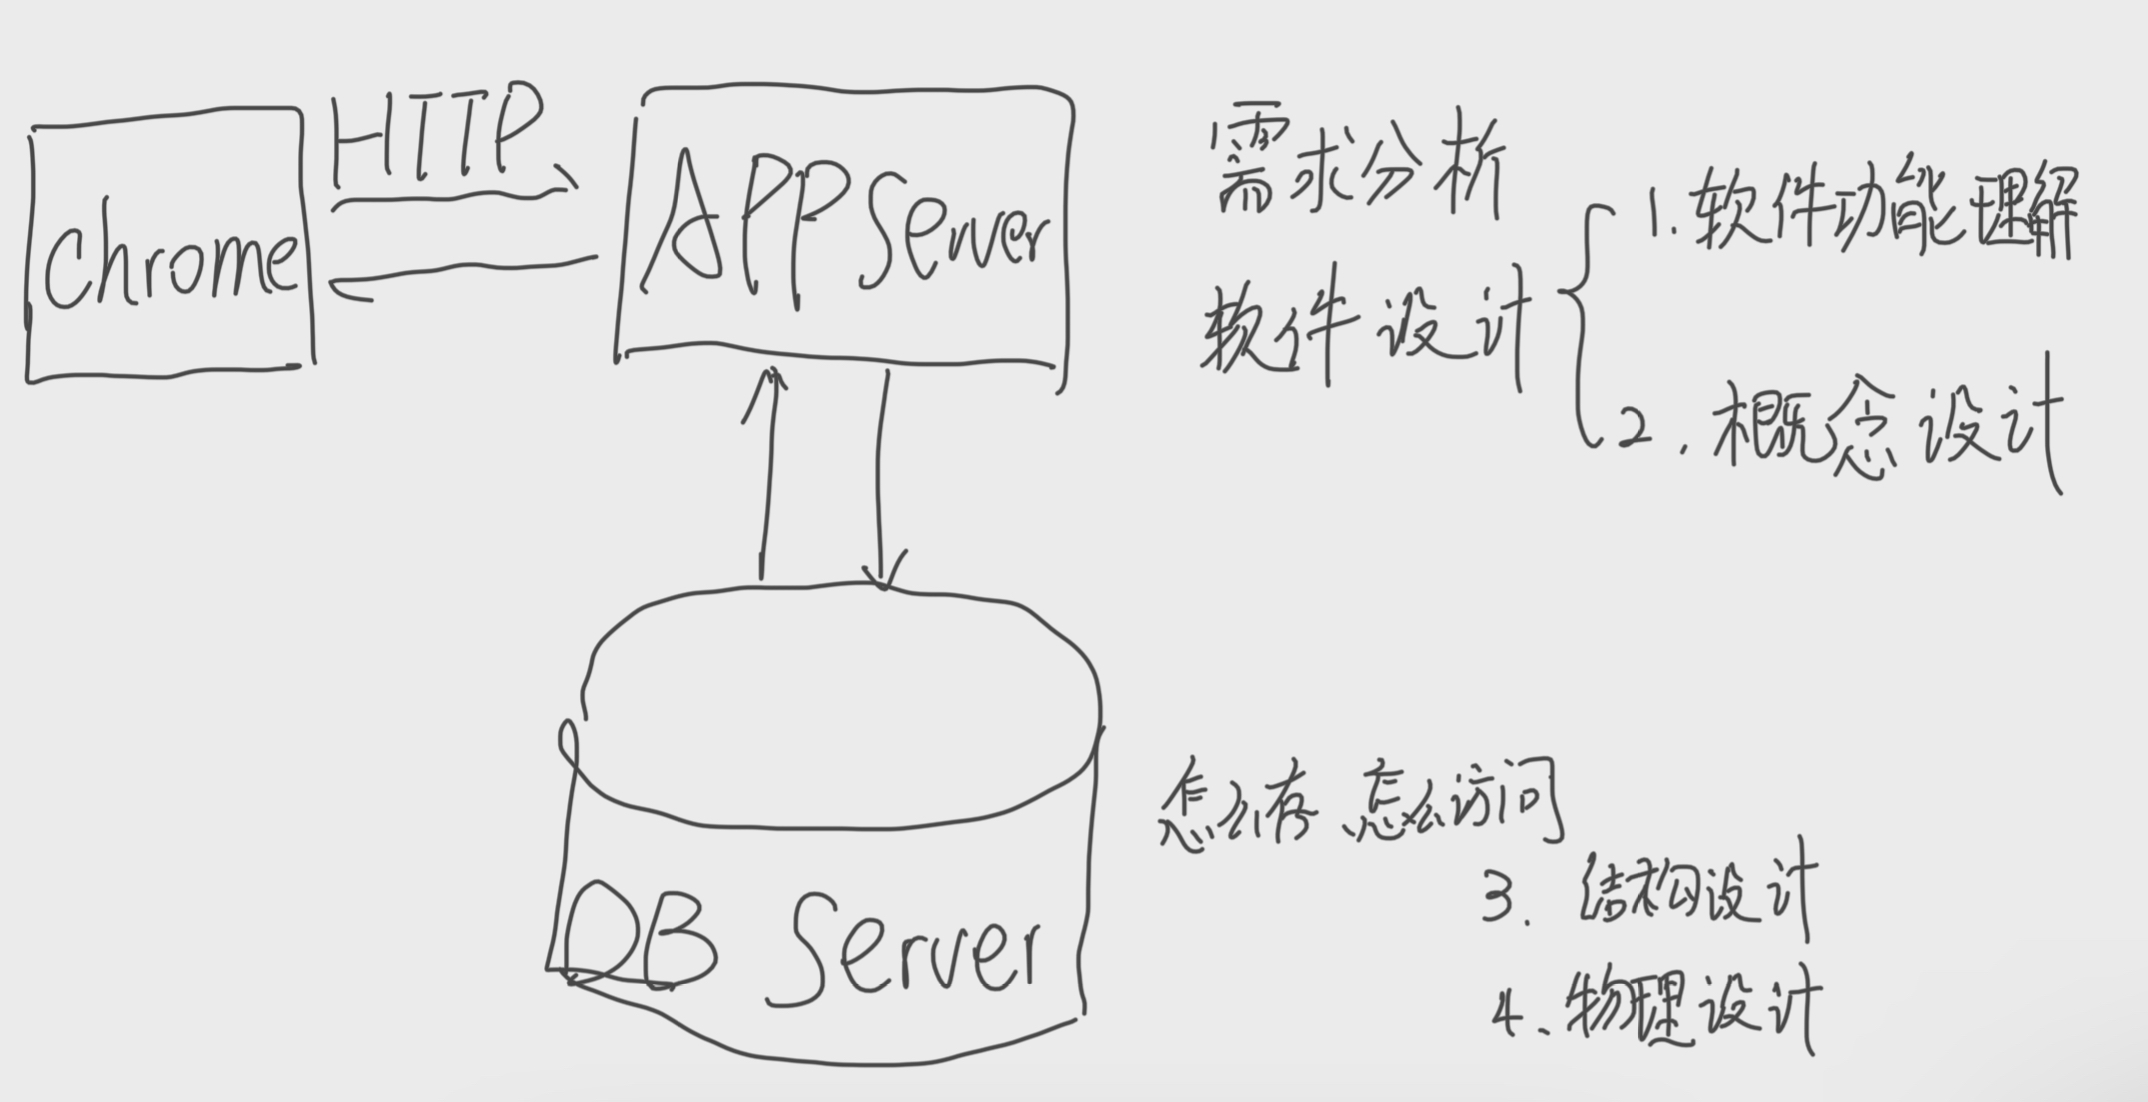 HTTP
Chrome
APP Server
需求分析
软件设计
1. 软件功能理解
2. 概念设计
DB Server
怎么存 怎么访问
3. 结构设计
4、物理设计